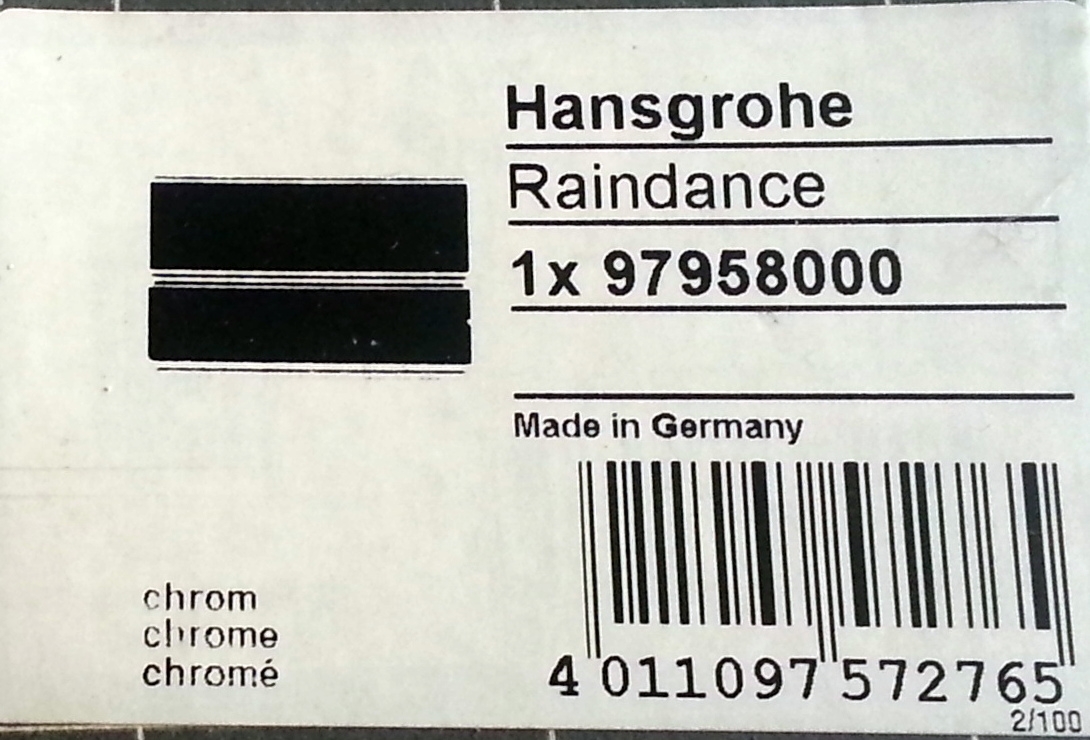 Hansgrohe
Raindance
1x 97958000
Made in Germany
chrom
chrome
chromé
4 011097 572765
2/100